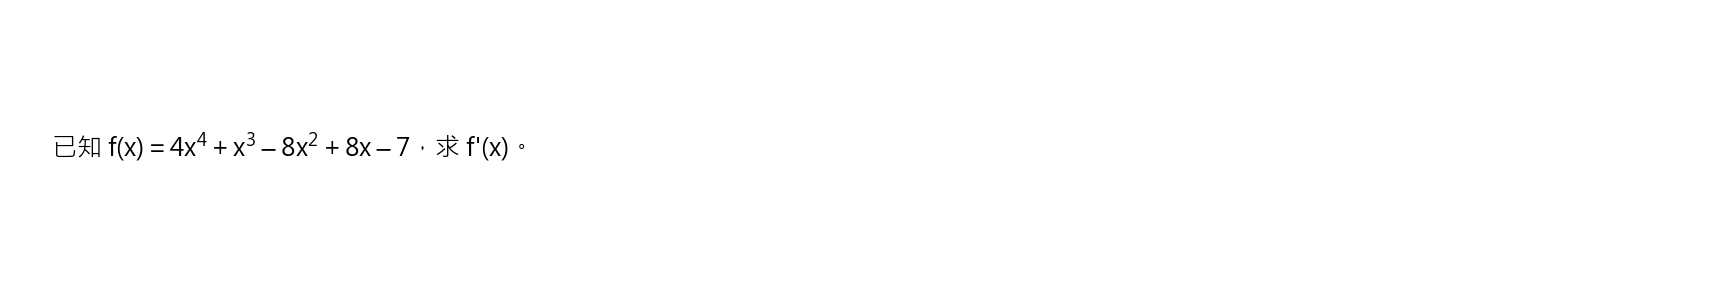 已知 f(x) = 4x⁴ + x³ – 8x² + 8x – 7，求 f'(x)。